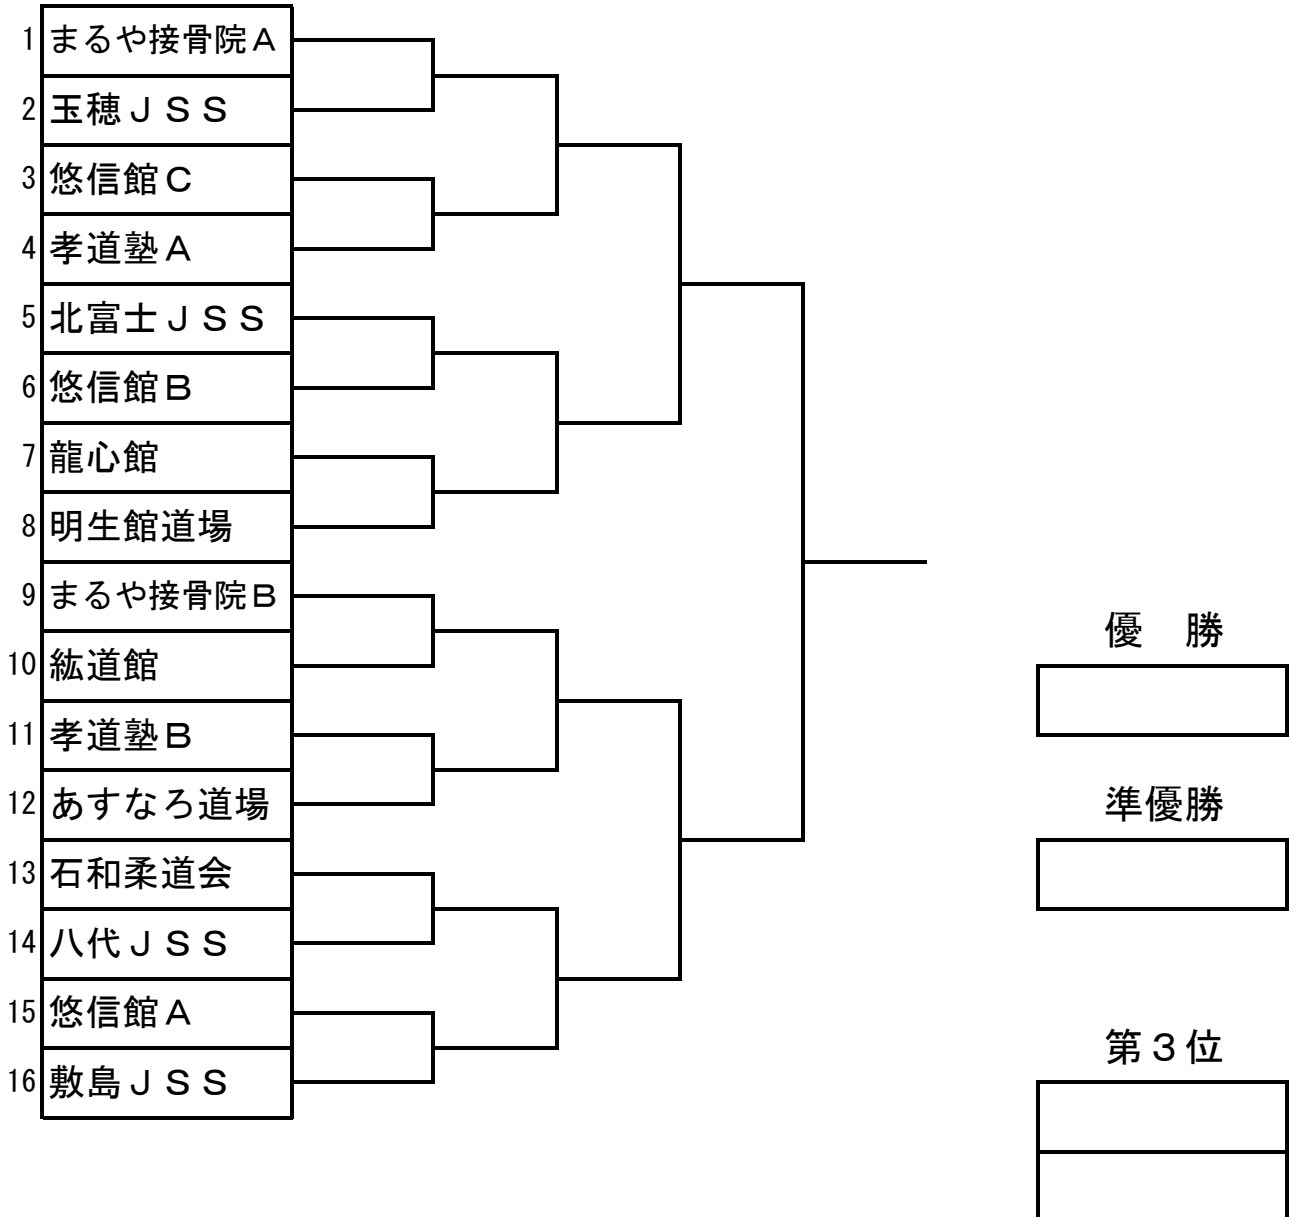 1 まるや接骨院Ａ
2 玉穂ＪＳＳ
3 悠信館Ｃ
4 孝道塾Ａ
5 北富士ＪＳＳ
6 悠信館Ｂ
7 龍心館
8 明生館道場
9 まるや接骨院Ｂ
10 紘道館
11 孝道塾Ｂ
12 あすなろ道場
13 石和柔道会
14 八代ＪＳＳ
15 悠信館Ａ
16 敷島ＪＳＳ
優　勝
準優勝
第３位